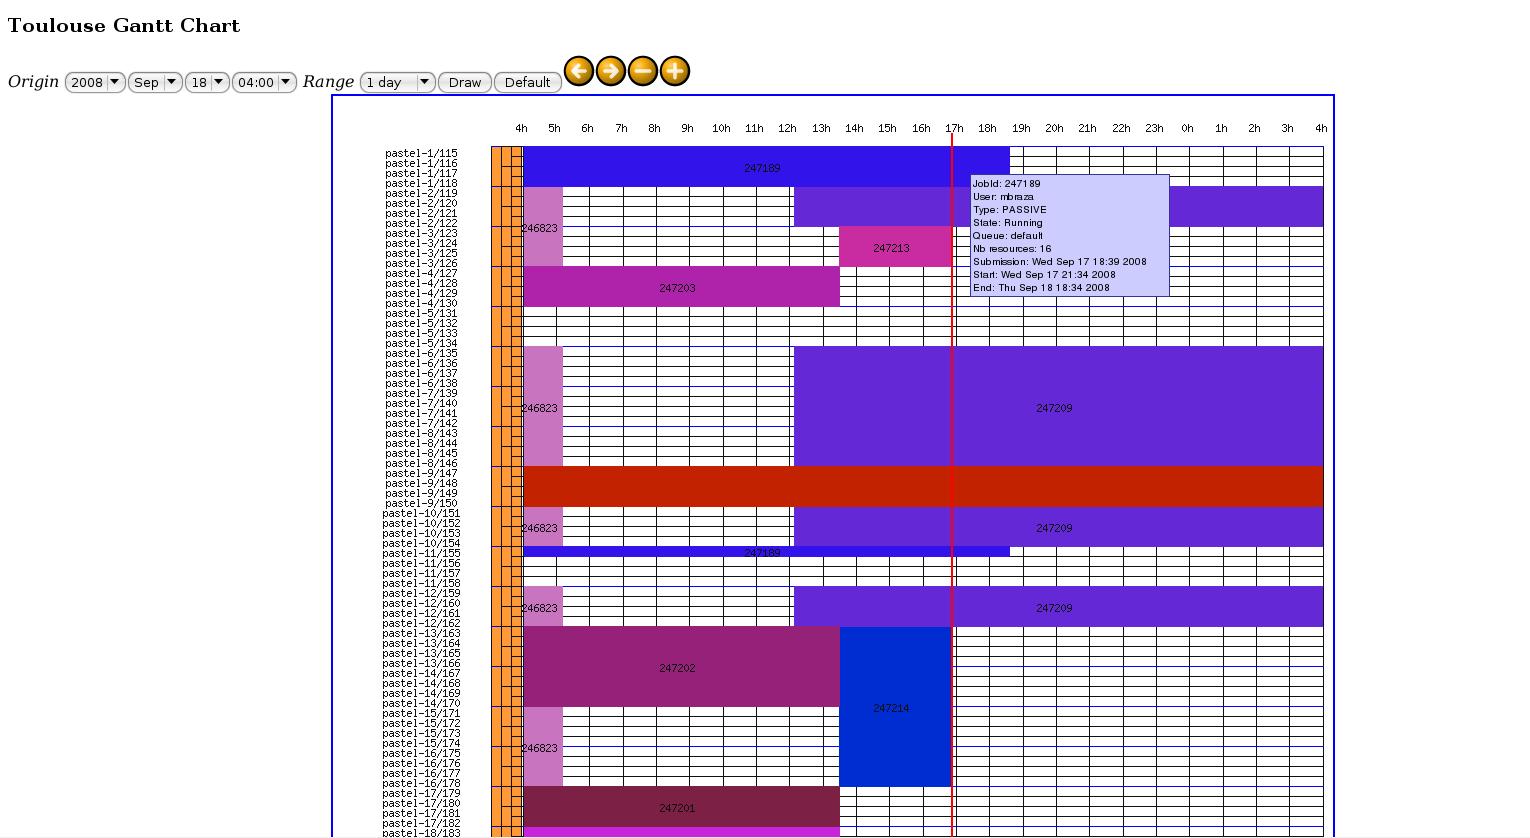 Toulouse Gantt Chart
Origin 2008 Sep 18 04:00 Range 1 day Draw Default
4h 5h 6h 7h 8h 9h 10h 11h 12h 13h 14h 15h 16h 17h 18h 19h 20h 21h 22h 23h 0h 1h 2h 3h 4h
pastel-1/115
pastel-1/116
pastel-1/117
247189
pastel-1/118
JobId: 247189
pastel-2/119
User: mbraza
pastel-2/120
Type: PASSIVE
pastel-2/121
State: Running
pastel-2/122
246823
pastel-3/123
Queue: default
pastel-3/124
247213
Nb resources: 16
pastel-3/125
Submission: Wed Sep 17 18:39 2008
pastel-3/126
Start: Wed Sep 17 21:34 2008
pastel-4/127
pastel-4/128
247203
End: Thu Sep 18 18:34 2008
pastel-4/129
pastel-4/130
pastel-5/131
pastel-5/132
pastel-5/133
pastel-5/134
pastel-6/135
pastel-6/136
pastel-6/137
pastel-6/138
pastel-7/139
pastel-7/140
246823 247209
pastel-7/141
pastel-7/142
pastel-8/143
pastel-8/144
pastel-8/145
pastel-8/146
pastel-9/147
pastel-9/148
pastel-9/149
pastel-9/150
pastel-10/151
pastel-10/152
246823 247209
pastel-10/153
pastel-10/154
pastel-11/155 247189
pastel-11/156
pastel-11/157
pastel-11/158
pastel-12/159
pastel-12/160
246823 247209
pastel-12/161
pastel-12/162
pastel-13/163
pastel-13/164
pastel-13/165
pastel-13/166
247202
pastel-14/167
pastel-14/168
pastel-14/169
pastel-14/170
247214
pastel-15/171
pastel-15/172
pastel-15/173
pastel-15/174
246823
pastel-16/175
pastel-16/176
pastel-16/177
pastel-16/178
pastel-17/179
pastel-17/180
247201
pastel-17/181
pastel-17/182
pastel-18/183